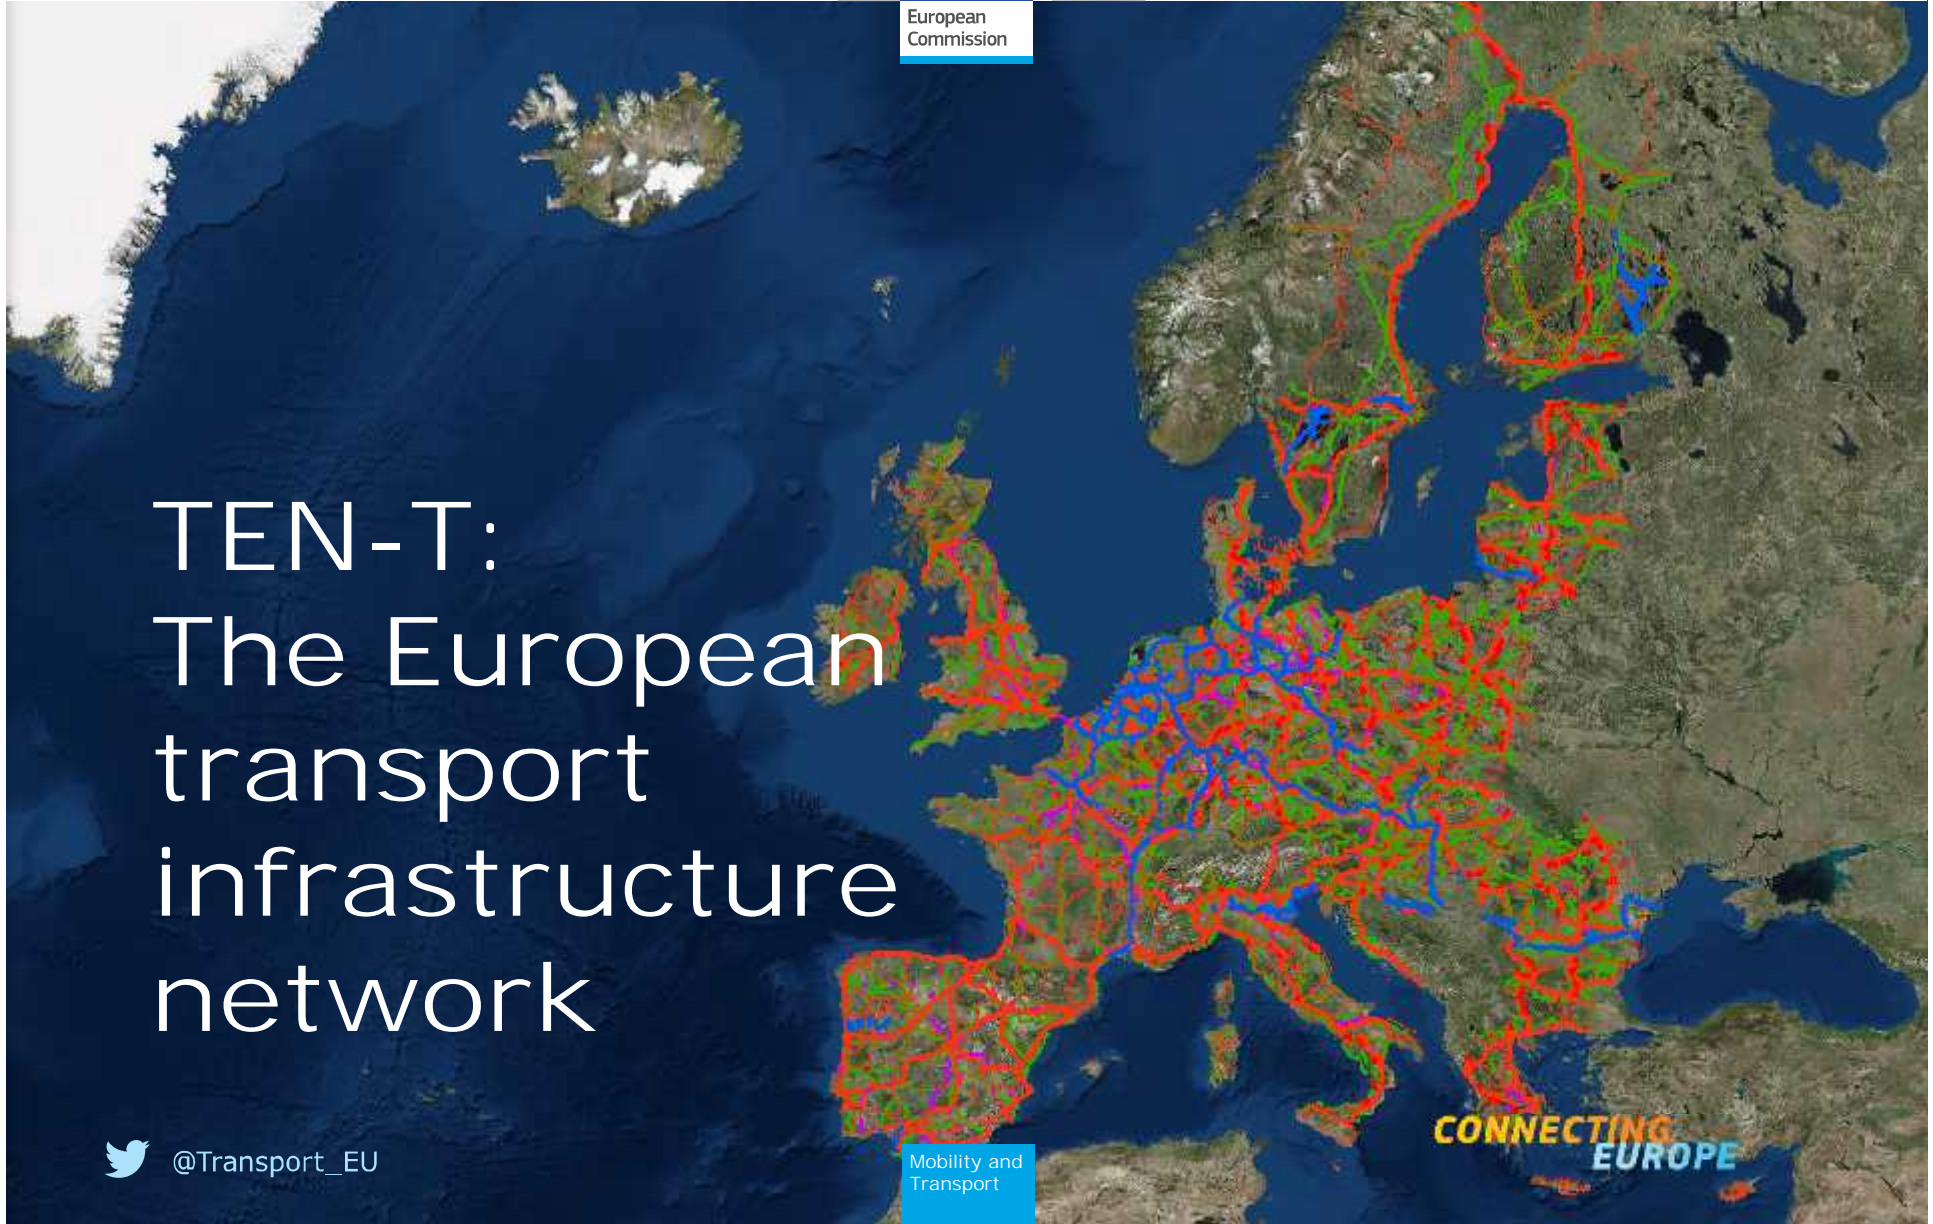 European
Commission
TEN-T:
The European
transport
infrastructure
network
@Transport_EU
Mobility and
Transport
CONNECTING
EUROPE